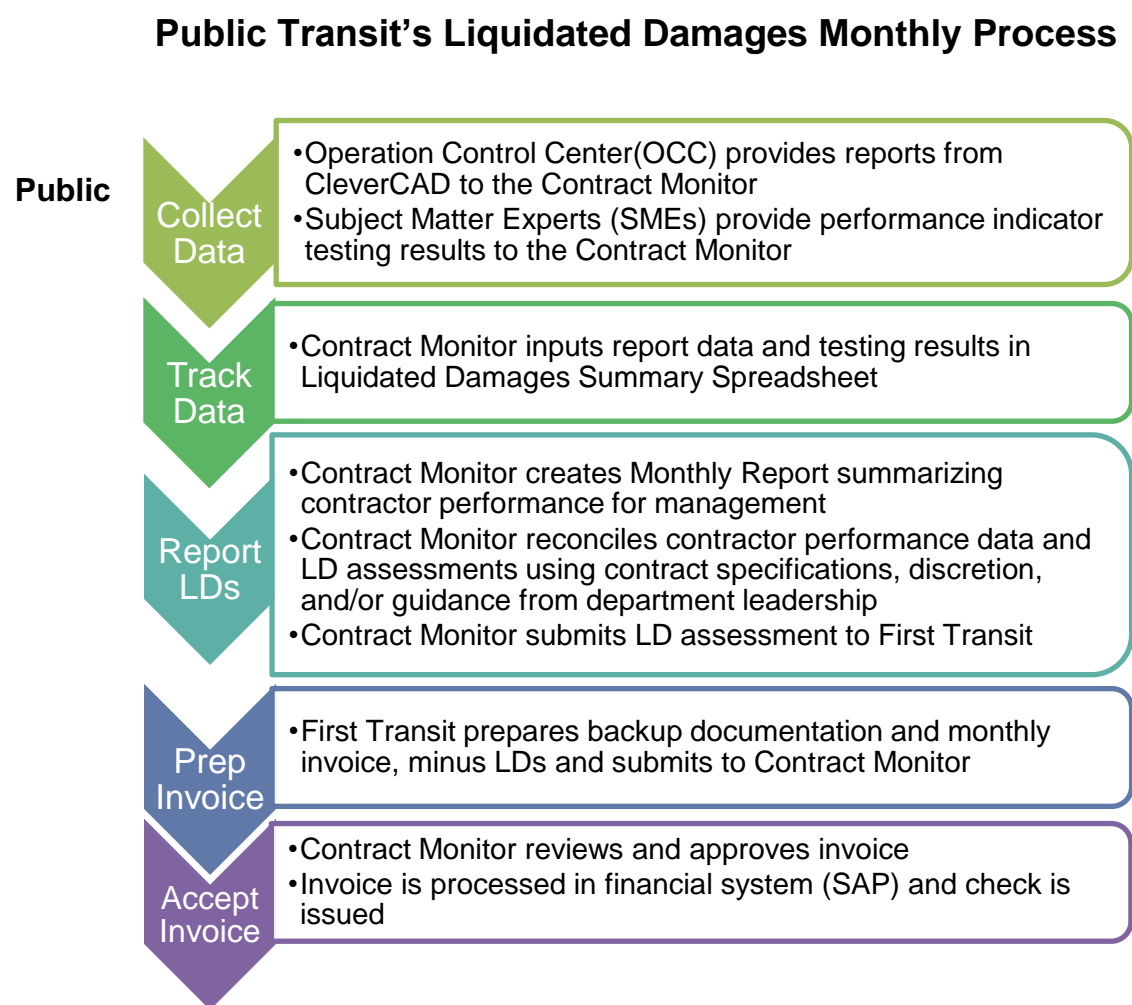 Public Transit’s Liquidated Damages Monthly Process
Public
Collect
Data
•Operation Control Center(OCC) provides reports from
CleverCAD to the Contract Monitor
•Subject Matter Experts (SMEs) provide performance indicator
testing results to the Contract Monitor
Track
Data
•Contract Monitor inputs report data and testing results in
Liquidated Damages Summary Spreadsheet
Report
LDs
•Contract Monitor creates Monthly Report summarizing
contractor performance for management
•Contract Monitor reconciles contractor performance data and
LD assessments using contract specifications, discretion,
and/or guidance from department leadership
•Contract Monitor submits LD assessment to First Transit
Prep
Invoice
•First Transit prepares backup documentation and monthly
invoice, minus LDs and submits to Contract Monitor
Accept
Invoice
•Contract Monitor reviews and approves invoice
•Invoice is processed in financial system (SAP) and check is
issued